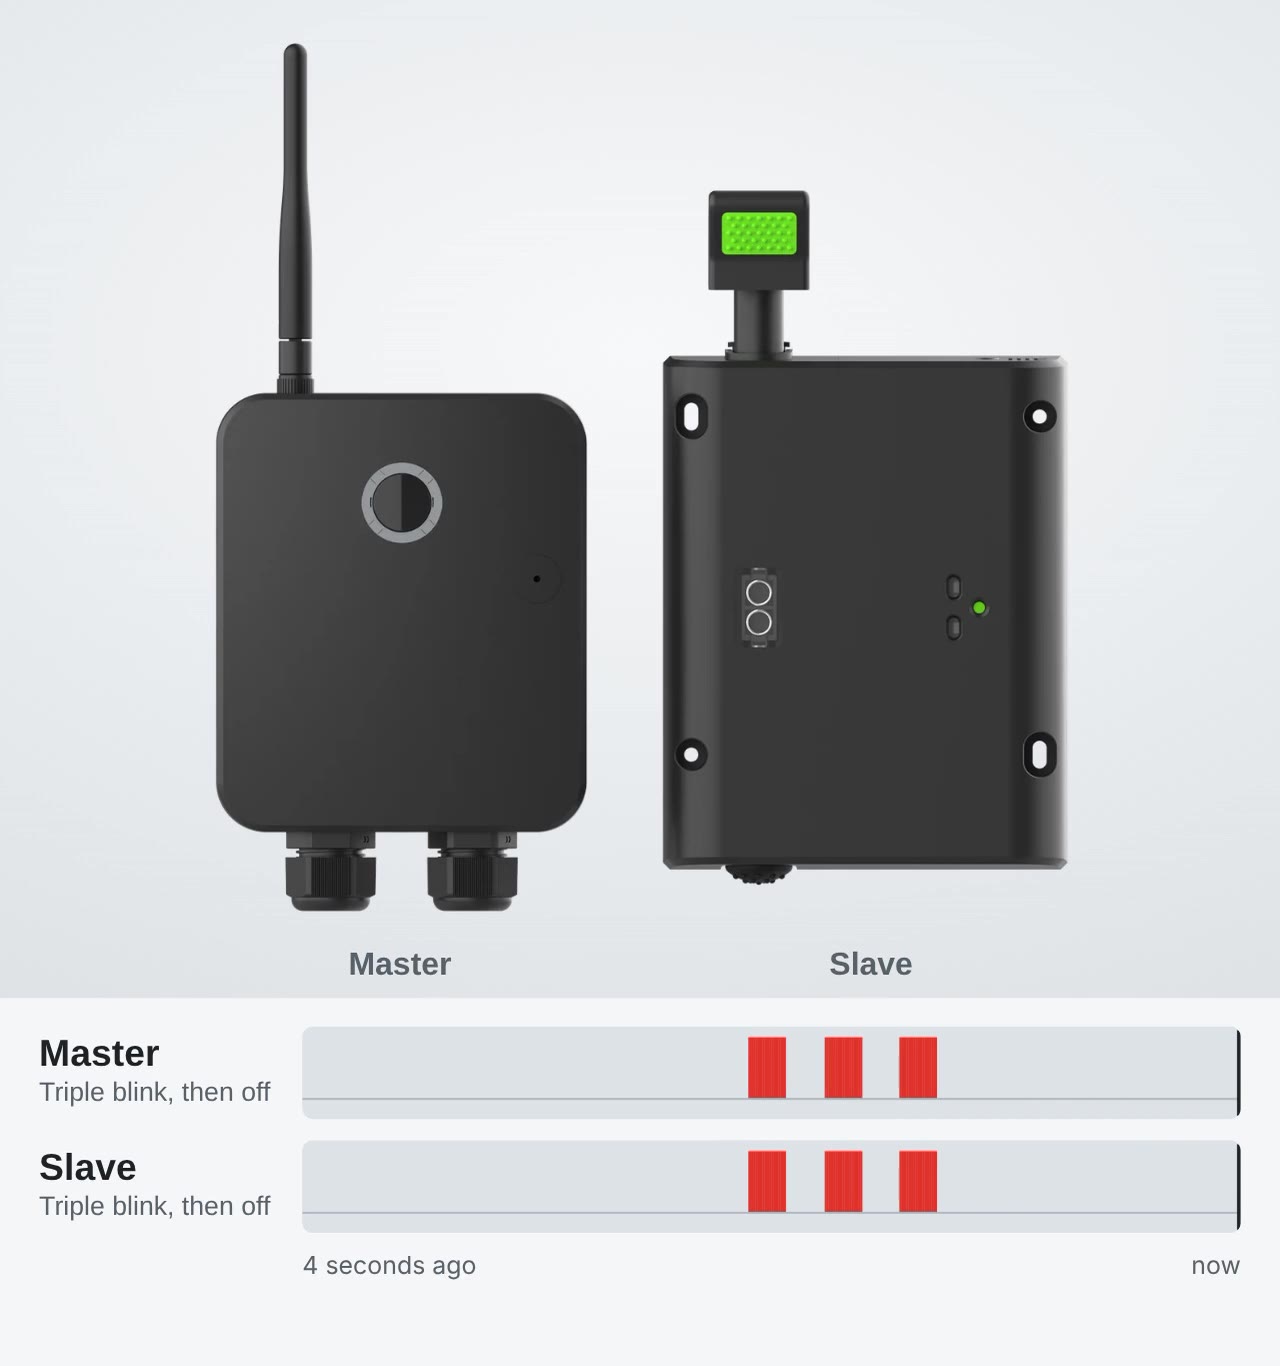 Master
Slave
Master
Triple blink, then off
Slave
Triple blink, then off
4 seconds ago
now